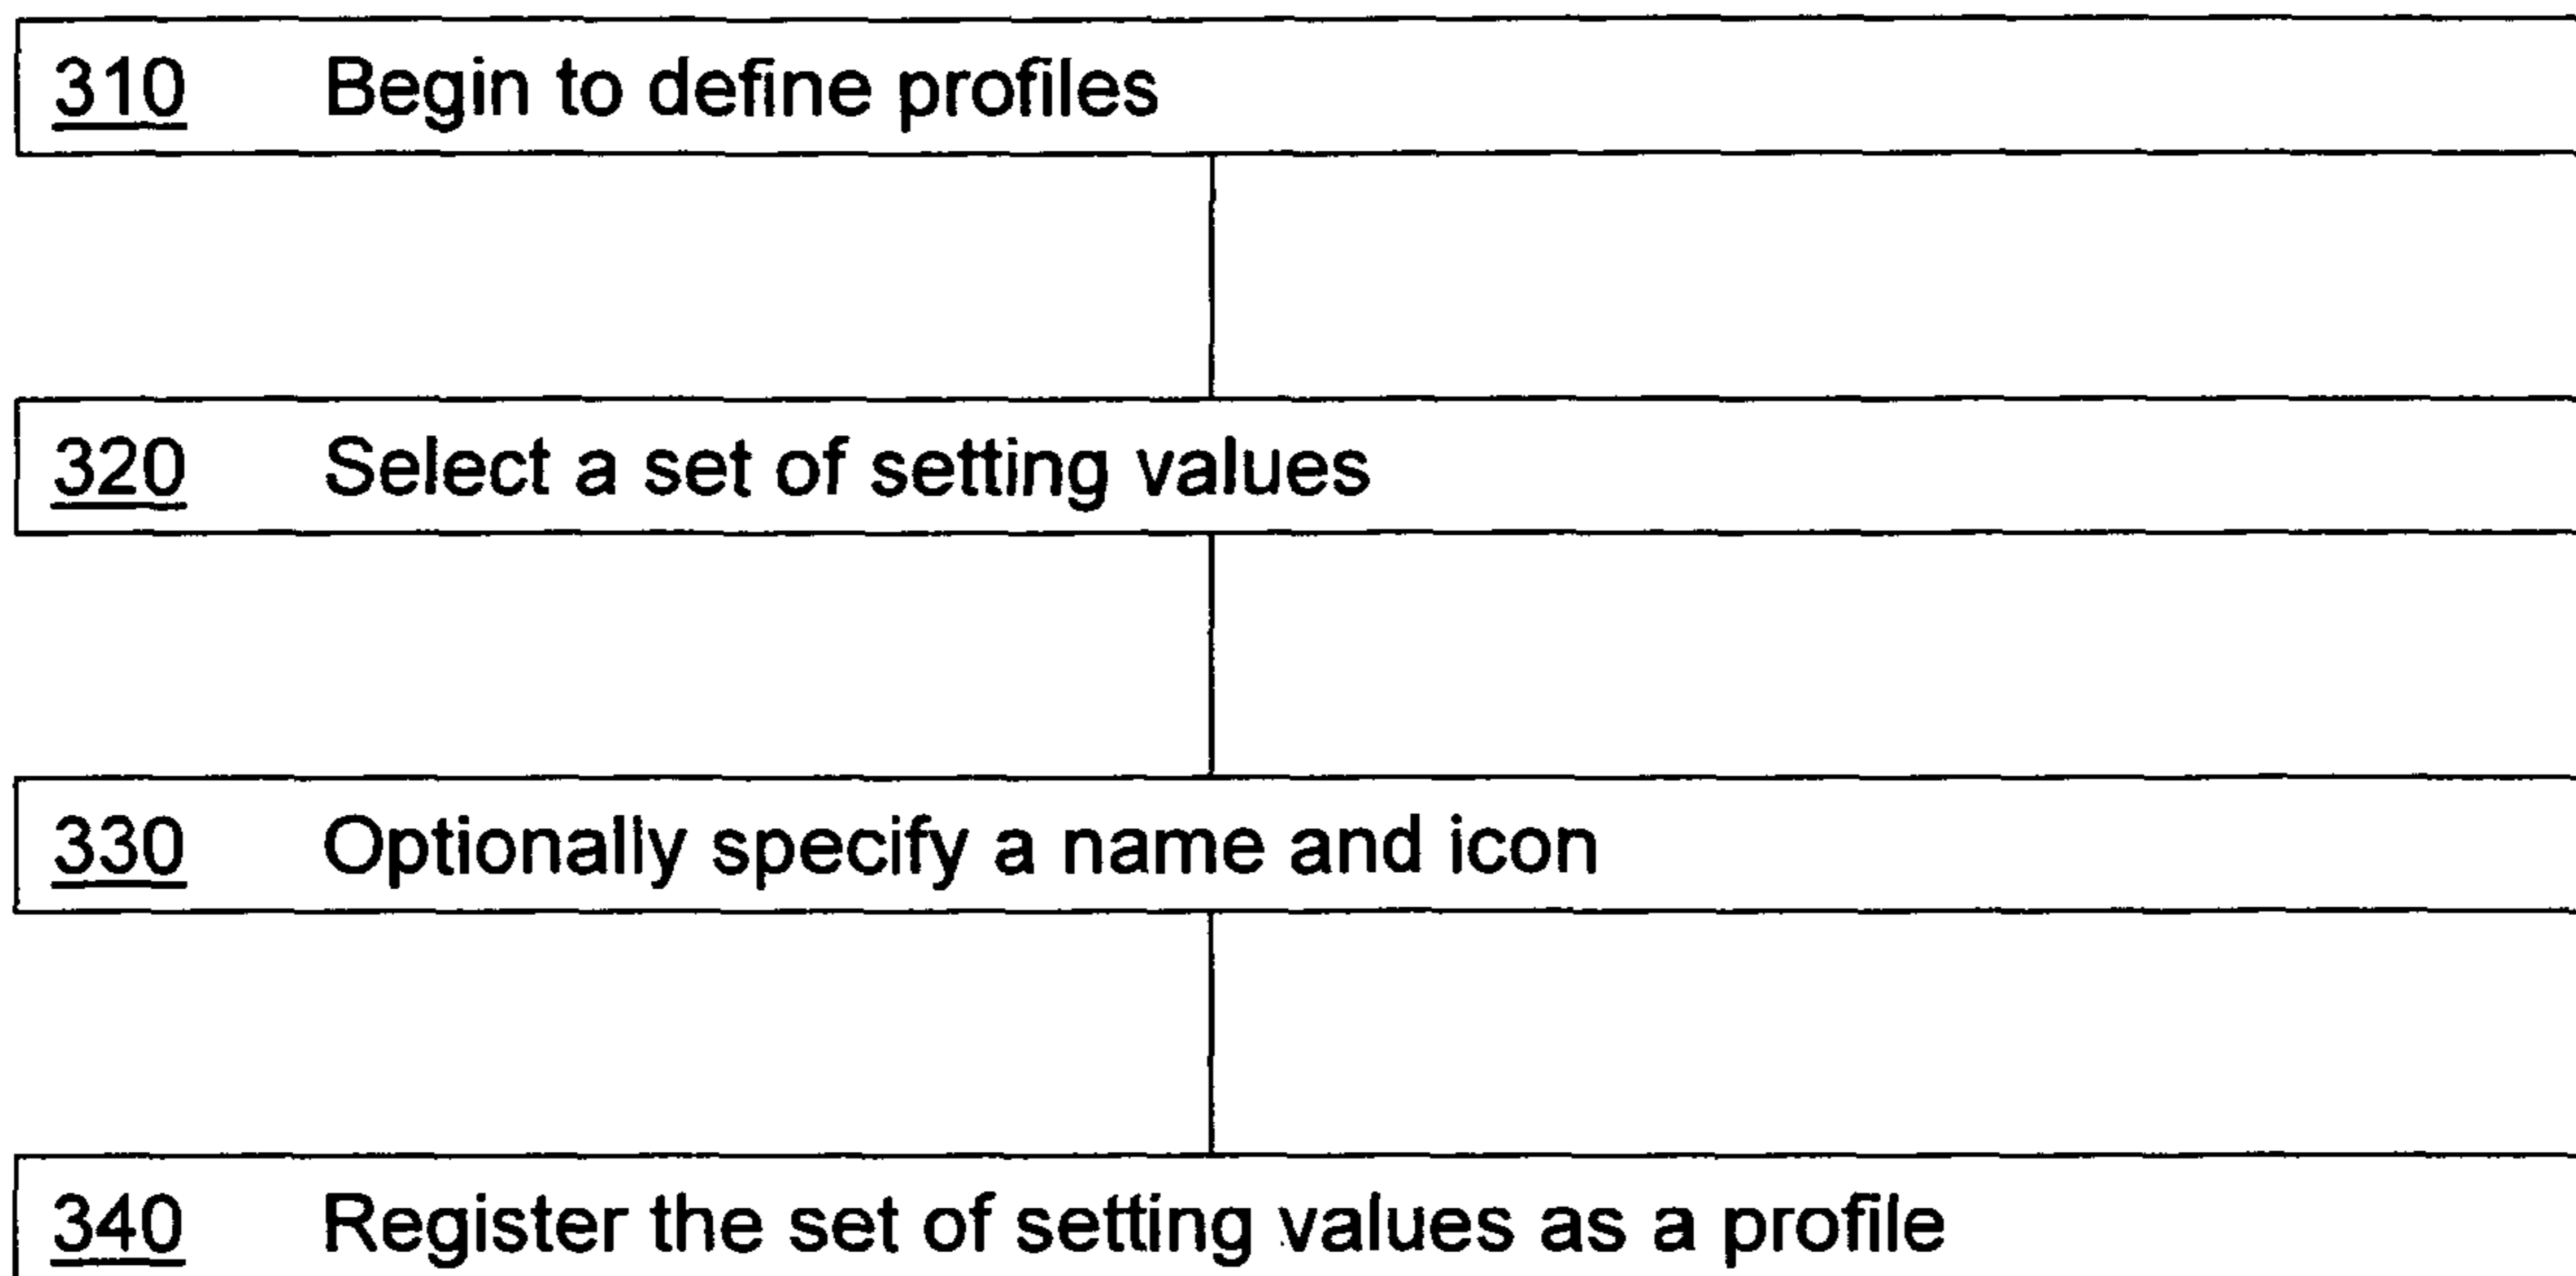 310 Begin to define profiles
320 Select a set of setting values
330 Optionally specify a name and icon
340 Register the set of setting values as a profile